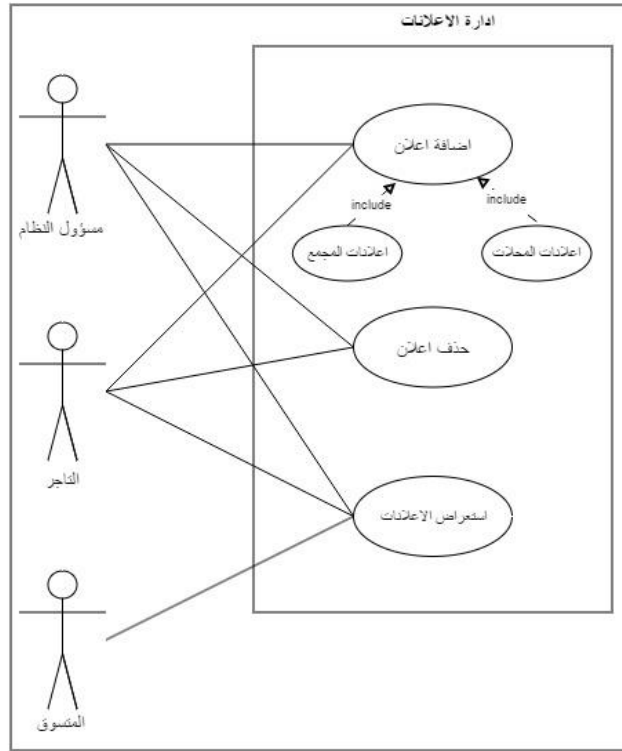 ادارة الاعلانات
اضافة اعلان
include
include
اعلانات المجمع
اعلانات المحلات
مسؤول النظام
حذف اعلان
التاجر
استعراض الاعلانات
المتسوق